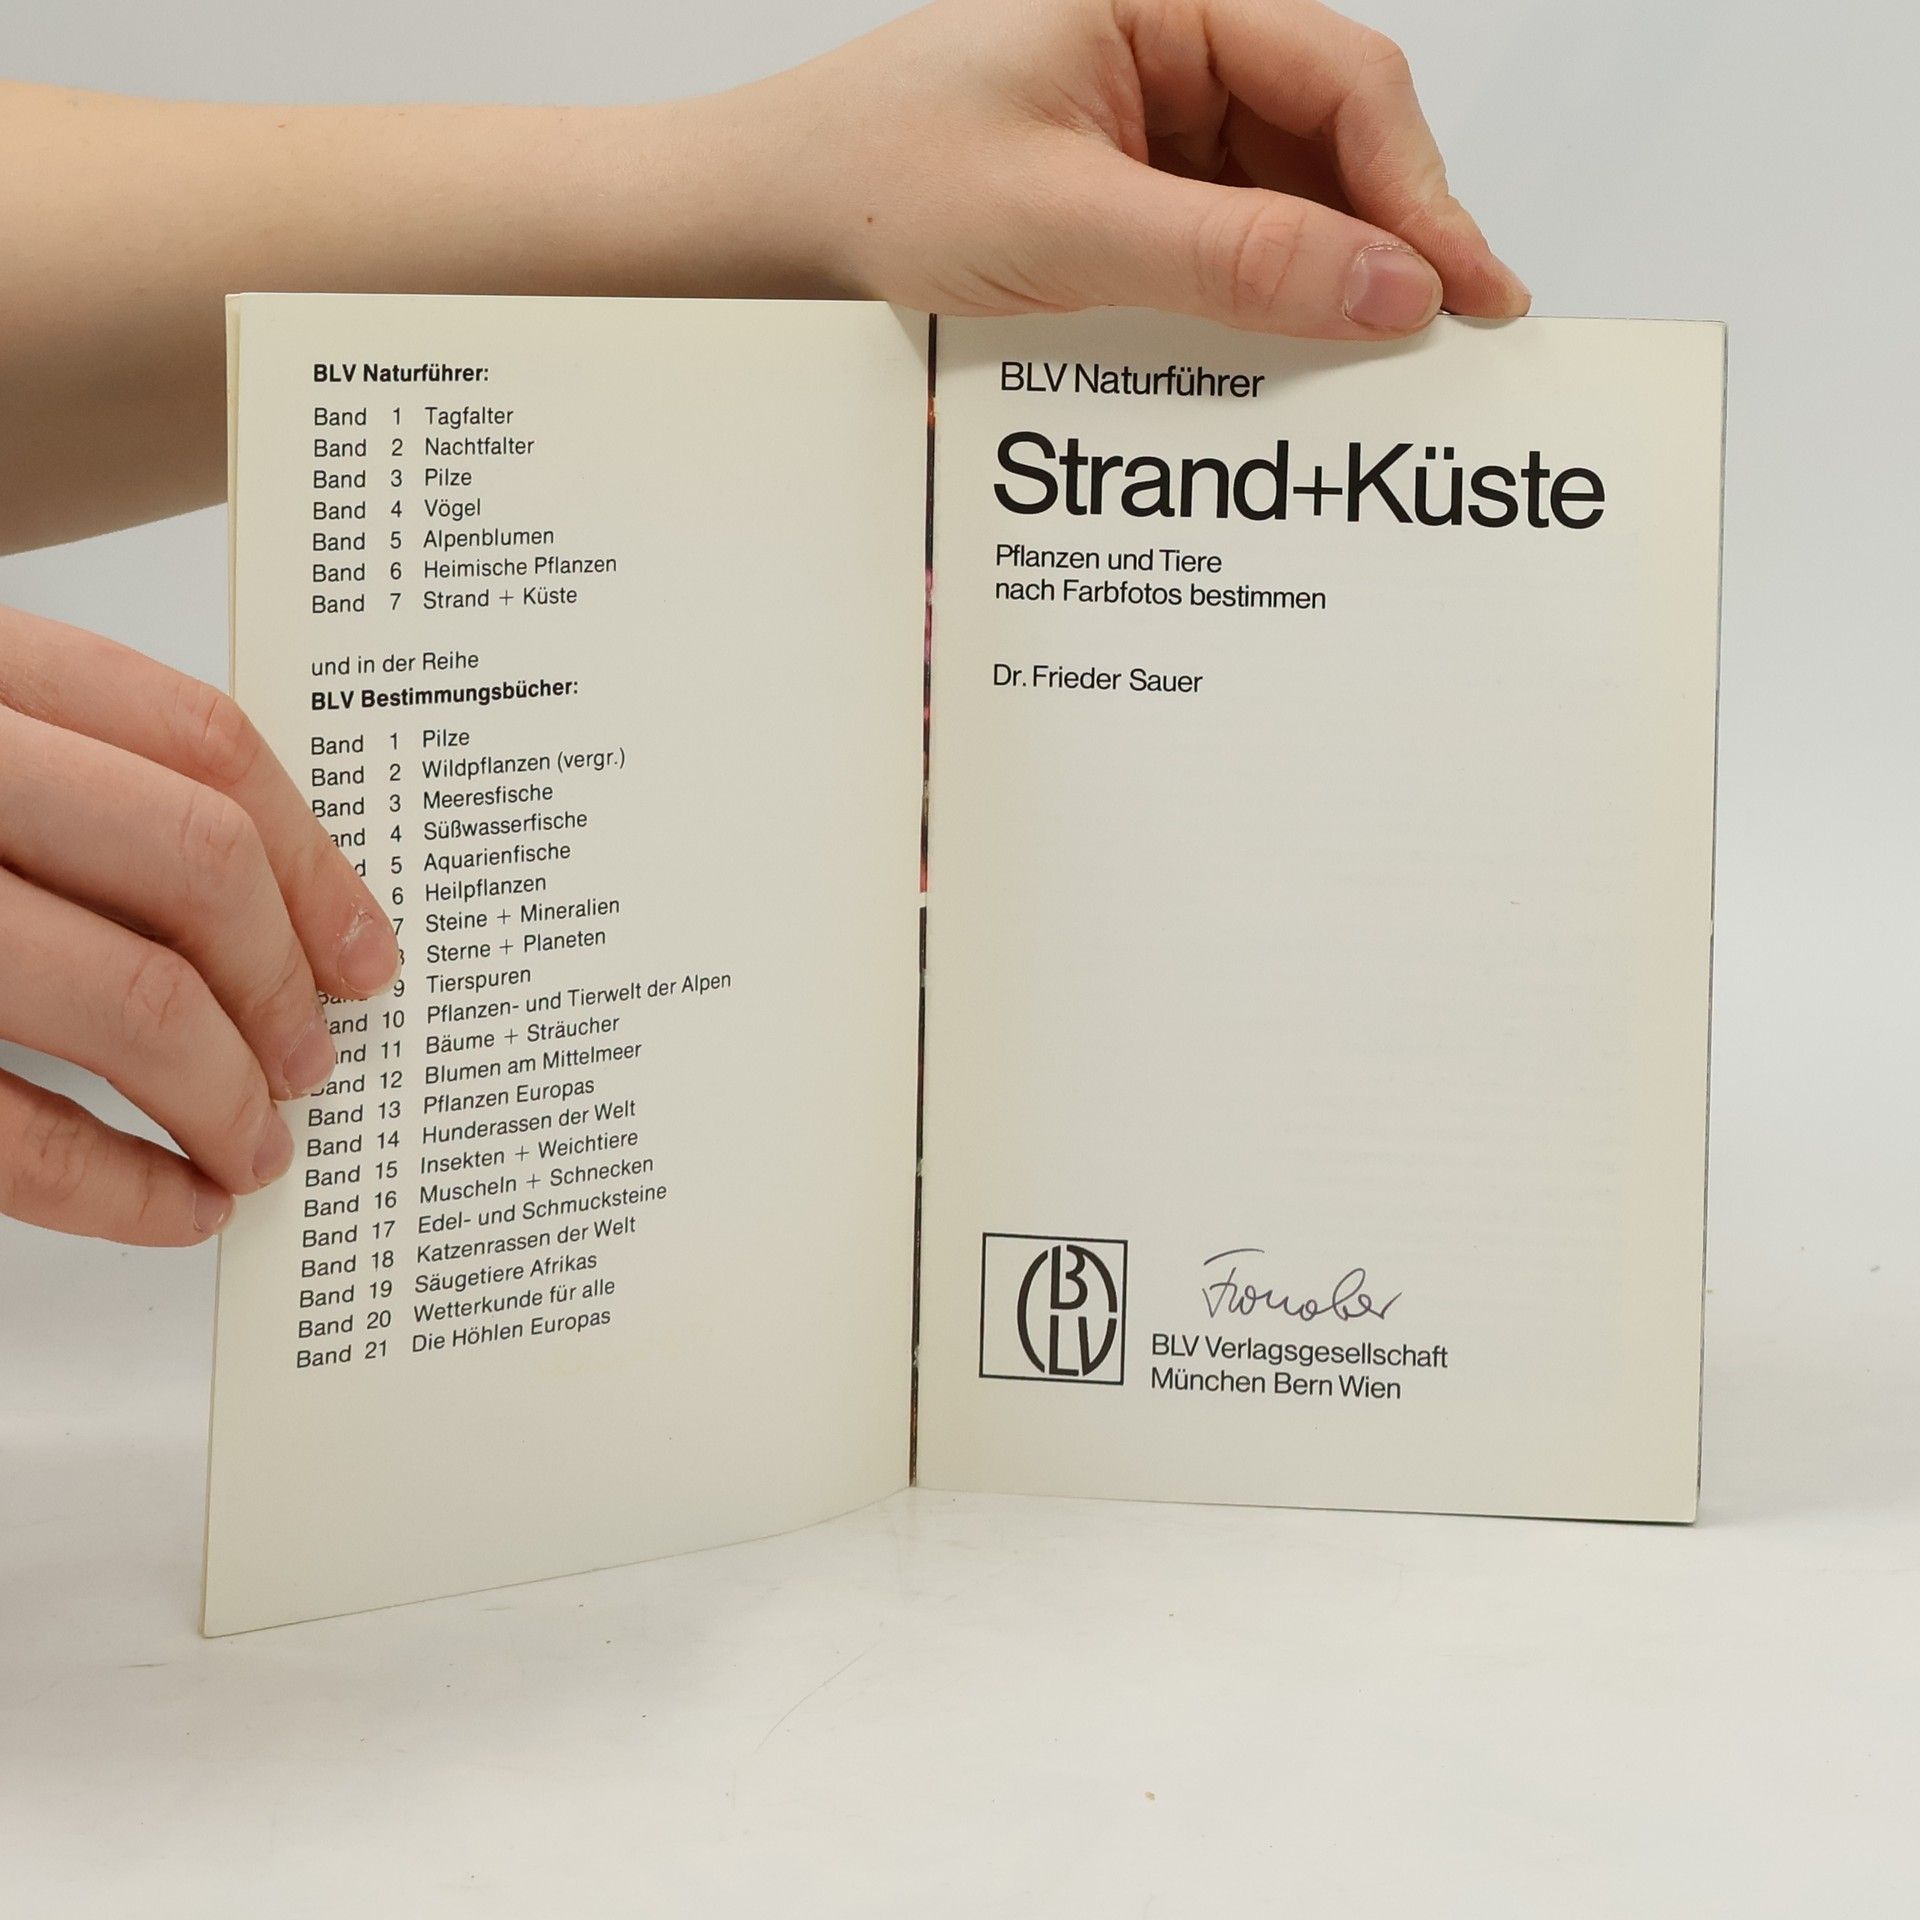 BLV Naturführer:
Band 1 Tagfalter
Band 2 Nachtfalter
Band 3 Pilze
Band 4 Vögel
Band 5 Alpenblumen
Band 6 Heimische Pflanzen
Band 7 Strand + Küste
und in der Reihe
BLV Bestimmungsbücher:
Band 1 Pilze
Band 2 Wildpflanzen (vergr.)
Band 3 Meeresfische
and 4 Süßwasserfische
d 5 Aquarienfische
6 Heilpflanzen
7 Steine + Mineralien
Sterne + Planeten
9 Tierspuren
and 10 Pflanzen- und Tierwelt der Alpen
nd 11 Bäume + Sträucher
and 12 Blumen am Mittelmeer
Band 13 Pflanzen Europas
Band 14 Hunderassen der Welt
Band 15 Insekten + Weichtiere
Band 16 Muscheln + Schnecken
Band 17 Edel- und Schmucksteine
Band 18 Katzenrassen der Welt
Band 19 Säugetiere Afrikas
Band 20 Wetterkunde für alle
Band 21 Die Höhlen Europas
BLV Naturführer
Strand+Küste
Pflanzen und Tiere
nach Farbfotos bestimmen
Dr. Frieder Sauer
BLV
BLV Verlagsgesellschaft
München Bern Wien